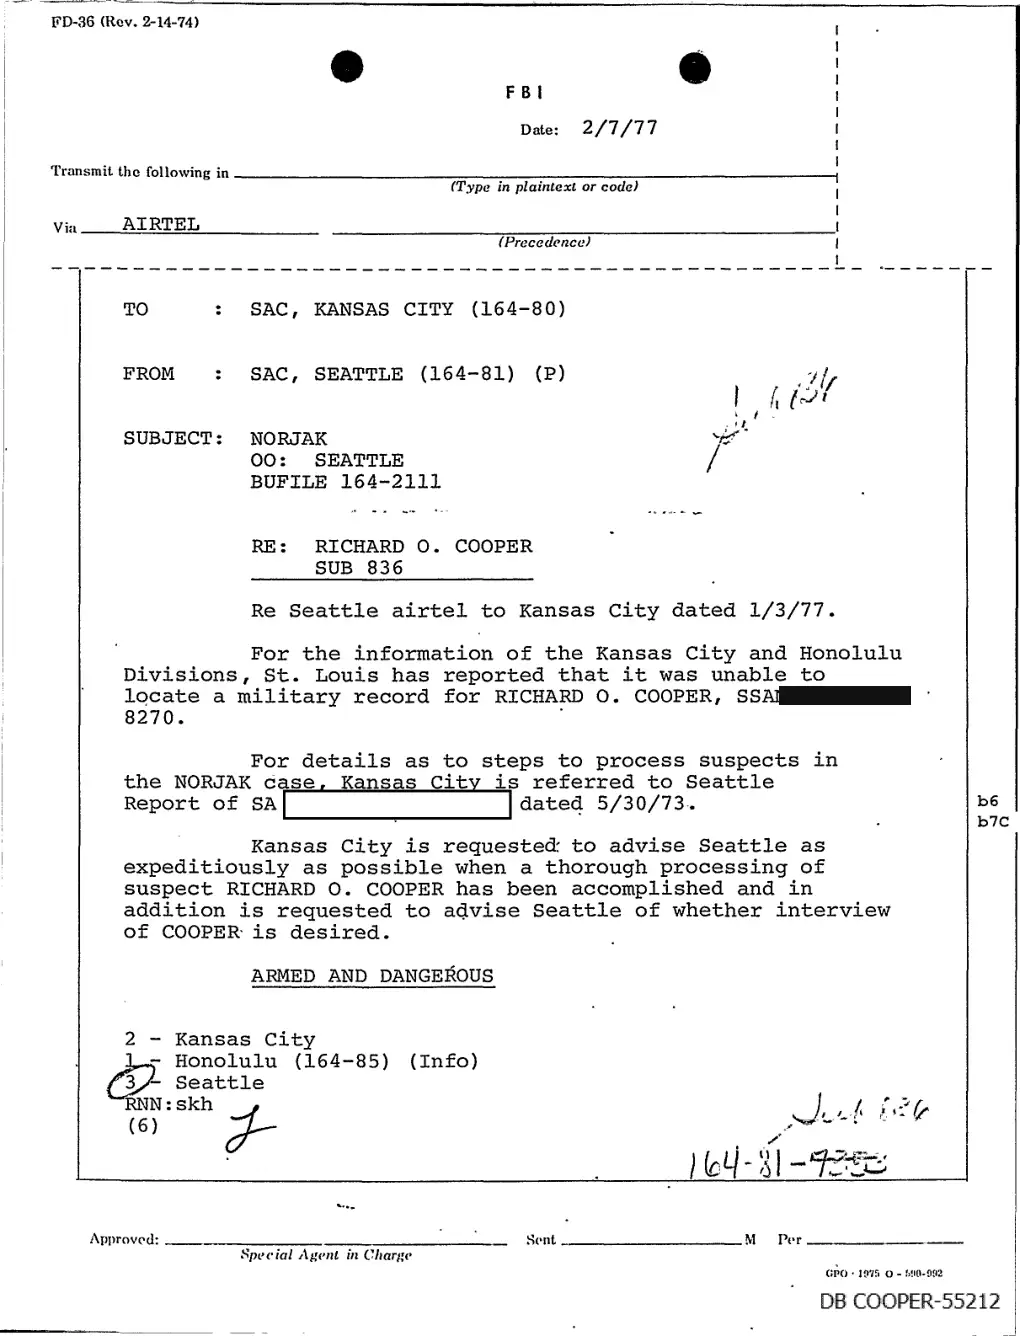 FD-36 (Rev. 2-14-74)
FBI
Date: 2/7/77
Transmit the following in
(Type in plaintext or code)
Via AIRTEL
(Precedence)
TO : SAC, KANSAS CITY (164-80)
FROM : SAC, SEATTLE (164-81) (P)
SUBJECT: NORJAK
OO: SEATTLE
BUFILE 164-2111
RE: RICHARD O. COOPER
SUB 836
Re Seattle airtel to Kansas City dated 1/3/77.
For the information of the Kansas City and Honolulu
Divisions, St. Louis has reported that it was unable to
locate a military record for RICHARD O. COOPER, SSAN
8270.
For details as to steps to process suspects in
the NORJAK case, Kansas City is referred to Seattle
Report of SA dated 5/30/73.
b6
b7C
Kansas City is requested to advise Seattle as
expeditiously as possible when a thorough processing of
suspect RICHARD O. COOPER has been accomplished and in
addition is requested to advise Seattle of whether interview
of COOPER is desired.
ARMED AND DANGEROUS
2 - Kansas City
1 - Honolulu (164-85) (Info)
3 - Seattle
RNN:skh
(6)
Sub
164-81-
Approved:
Sent M Per
Special Agent in Charge
GPO : 1975 O - 590-992
DB COOPER-55212